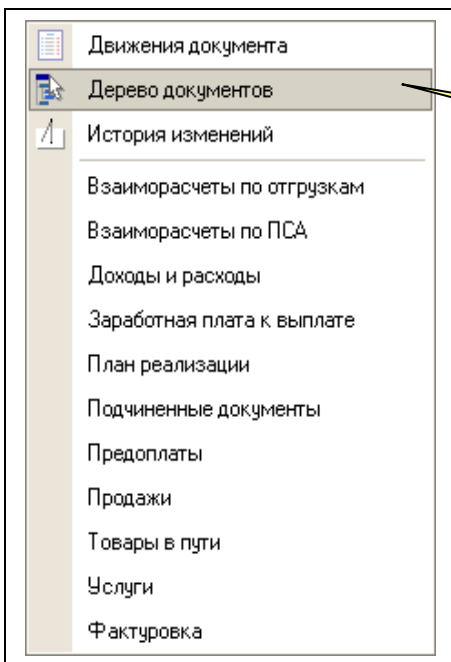 Движения документа
Дерево документов
История изменений
Взаиморасчеты по отгрузкам
Взаиморасчеты по ПСА
Доходы и расходы
Заработная плата к выплате
План реализации
Подчиненные документы
Предоплаты
Продажи
Товары в пути
Услуги
Фактуровка